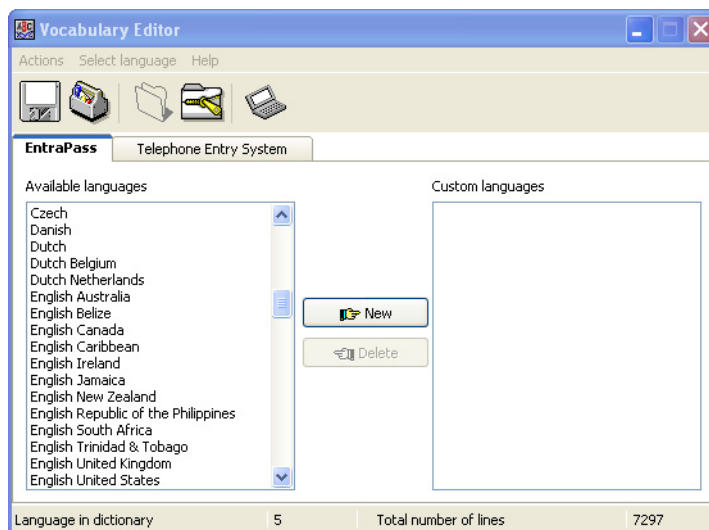 Vocabulary Editor
Actions Select language Help
EntraPass Telephone Entry System
Available languages Custom languages
Czech
Danish
Dutch
Dutch Belgium
Dutch Netherlands
English Australia
English Belize
English Canada
English Caribbean
English Ireland
English Jamaica
English New Zealand
English Republic of the Philippines
English South Africa
English Trinidad & Tobago
English United Kingdom
English United States
New
Delete
Language in dictionary 5 Total number of lines 7297